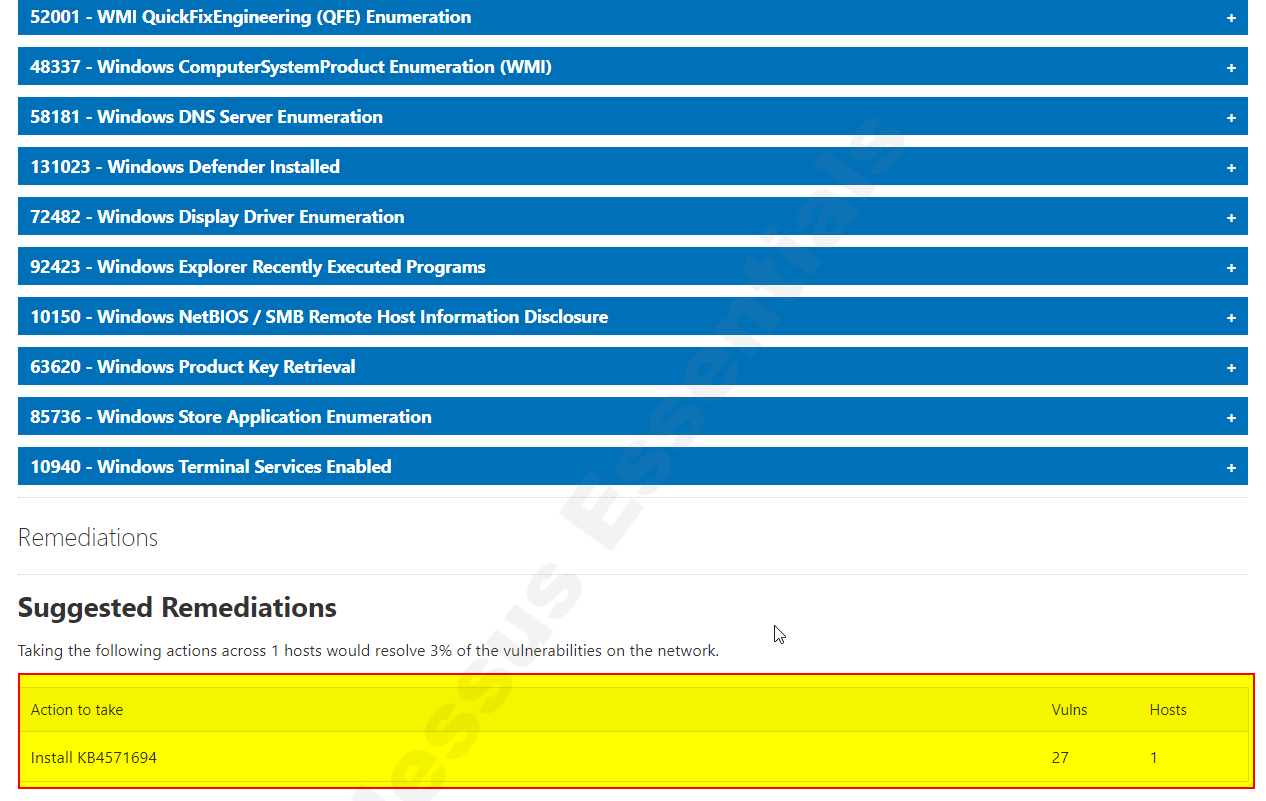 52001 - WMI QuickFixEngineering (QFE) Enumeration +
48337 - Windows ComputerSystemProduct Enumeration (WMI) +
58181 - Windows DNS Server Enumeration +
131023 - Windows Defender Installed +
72482 - Windows Display Driver Enumeration +
92423 - Windows Explorer Recently Executed Programs +
10150 - Windows NetBIOS / SMB Remote Host Information Disclosure +
63620 - Windows Product Key Retrieval +
85736 - Windows Store Application Enumeration +
10940 - Windows Terminal Services Enabled +
Remediations
Suggested Remediations
Taking the following actions across 1 hosts would resolve 3% of the vulnerabilities on the network.
Action to take Vulns Hosts
Install KB4571694 27 1
essus Essentials